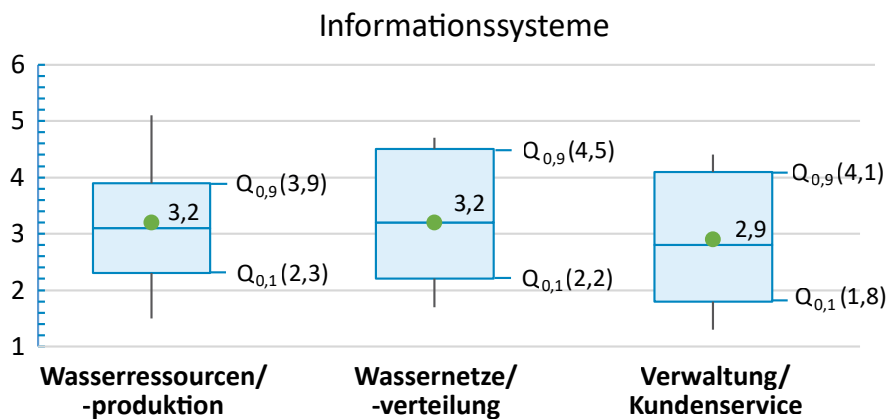 Informationssysteme
6
5
4
3
2
1
Q0,9(3,9)
3,2
Q0,1(2,3)
Q0,9(4,5)
3,2
Q0,1(2,2)
Q0,9(4,1)
2,9
Q0,1(1,8)
Wasserressourcen/
-produktion
Wassernetze/
-verteilung
Verwaltung/
Kundenservice